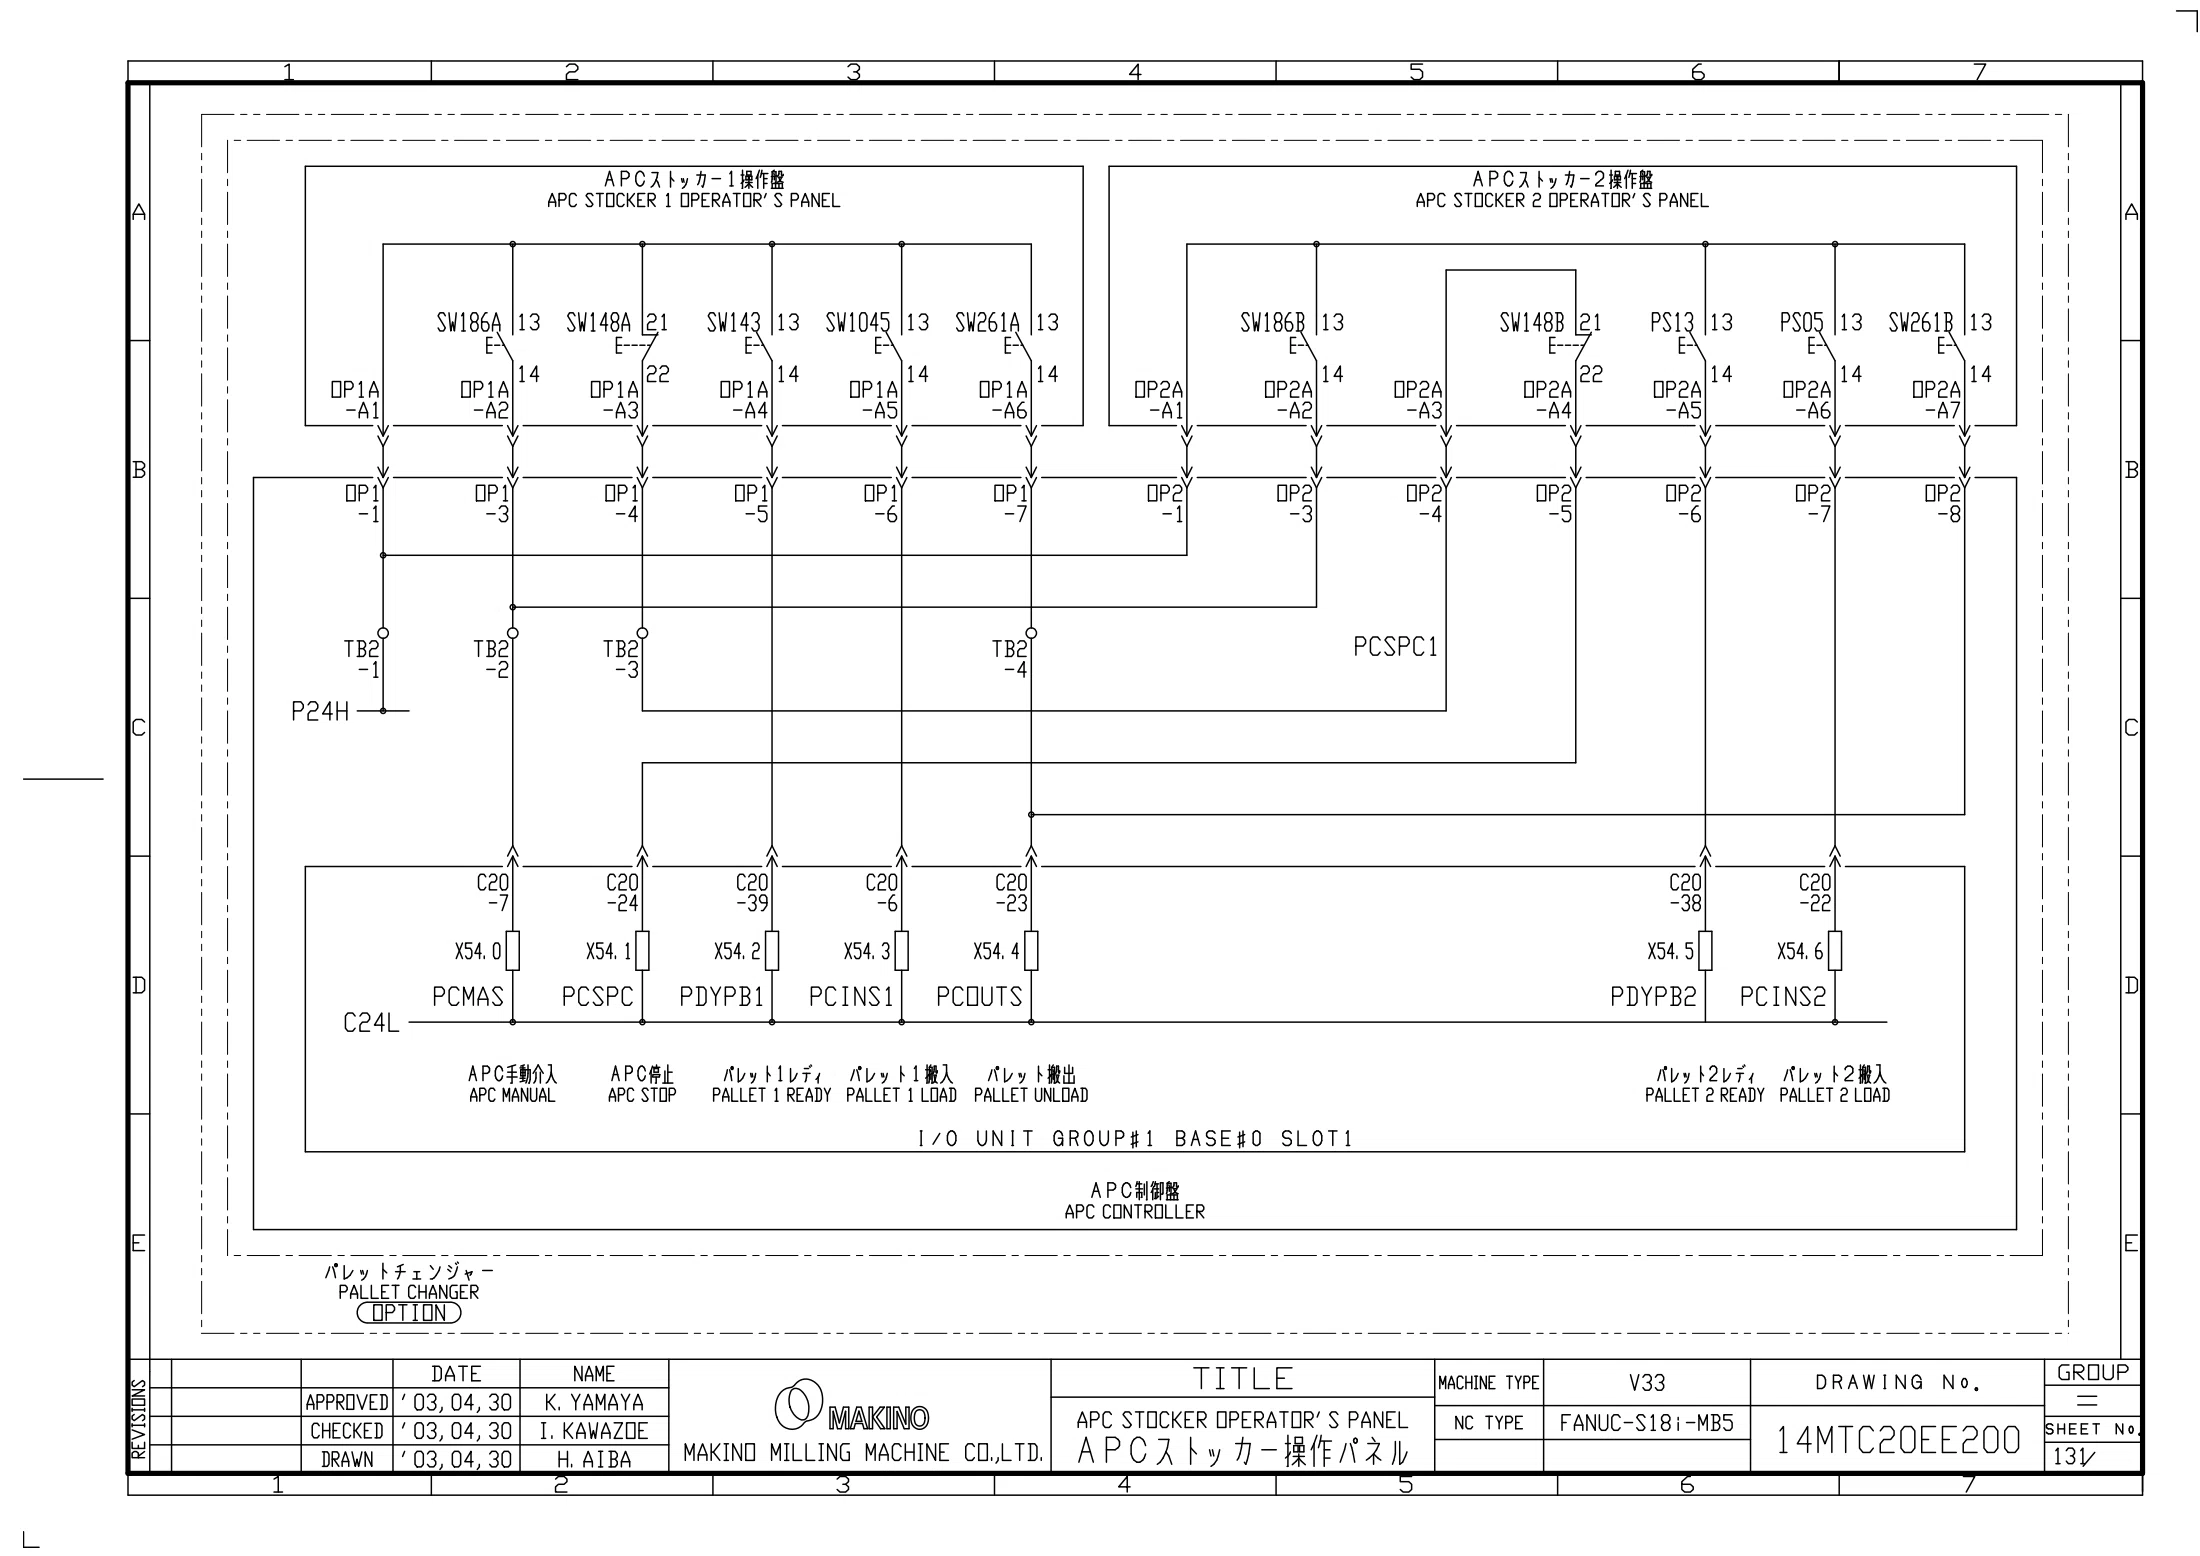 1 2 3 4 5 6 7
A A
B B
C C
D D
E E
APCストッカー1操作盤
APC STOCKER 1 OPERATOR'S PANEL
APCストッカー2操作盤
APC STOCKER 2 OPERATOR'S PANEL
SW186A 13 SW148A 21 SW143 13 SW1045 13 SW261A 13 SW186B 13 SW148B 21 PS13 13 PS05 13 SW261B 13
E E E E E E E E E E
14 22 14 14 14 14 22 14 14 14
OP1A OP1A OP1A OP1A OP1A OP1A OP2A OP2A OP2A OP2A OP2A OP2A OP2A
-A1 -A2 -A3 -A4 -A5 -A6 -A1 -A2 -A3 -A4 -A5 -A6 -A7
OP1 OP1 OP1 OP1 OP1 OP1 OP2 OP2 OP2 OP2 OP2 OP2 OP2
-1 -3 -4 -5 -6 -7 -1 -3 -4 -5 -6 -7 -8
TB2 TB2 TB2 TB2 PCSPC1
-1 -2 -3 -4
P24H
C20 C20 C20 C20 C20 C20 C20
-7 -24 -39 -6 -23 -38 -22
X54.0 X54.1 X54.2 X54.3 X54.4 X54.5 X54.6
PCMAS PCSPC PDYPB1 PCINS1 PCOUTS PDYPB2 PCINS2
C24L
APC手動介入 APC停止 パレット1レディ パレット1搬入 パレット搬出 パレット2レディ パレット2搬入
APC MANUAL APC STOP PALLET 1 READY PALLET 1 LOAD PALLET UNLOAD PALLET 2 READY PALLET 2 LOAD
I/O UNIT GROUP#1 BASE#0 SLOT1
APC制御盤
APC CONTROLLER
パレットチェンジャー
PALLET CHANGER
OPTION
REVISIONS
DATE NAME
APPROVED '03,04,30 K. YAMAYA
CHECKED '03,04,30 I. KAWAZOE
DRAWN '03,04,30 H. AIBA
MAKINO
MAKINO MILLING MACHINE CO.,LTD.
TITLE
APC STOCKER OPERATOR'S PANEL
APCストッカー操作パネル
MACHINE TYPE V33
NC TYPE FANUC-S18i-MB5
DRAWING No.
14MTC20EE200
GROUP
=
SHEET No.
131/
1 2 3 4 5 6 7